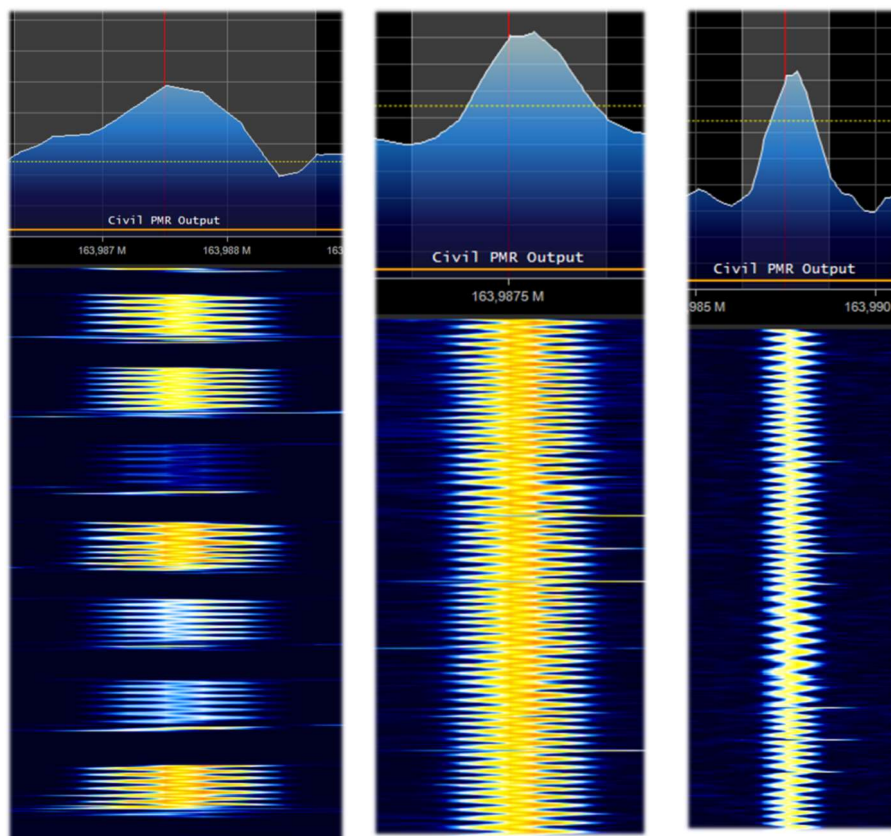 Civil PMR Output
163,987 M
163,988 M
Civil PMR Output
163,9875 M
Civil PMR Output
985 M
163,990